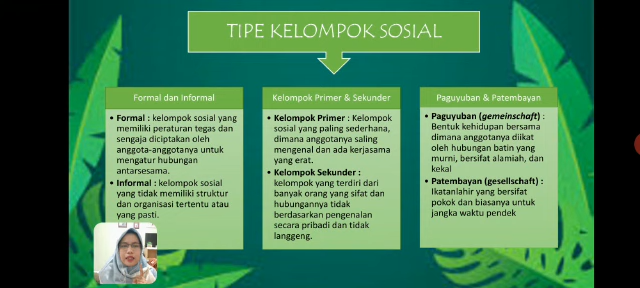 TIPE KELOMPOK SOSIAL
Formal dan Informal
• Formal : kelompok sosial yang
memiliki peraturan tegas dan
sengaja diciptakan oleh
anggota-anggotanya untuk
mengatur hubungan
antarsesama.
• Informal : kelompok sosial
yang tidak memiliki struktur
dan organisasi tertentu atau
yang pasti.
Kelompok Primer & Sekunder
• Kelompok Primer : Kelompok
sosial yang paling sederhana,
dimana anggotanya saling
mengenal dan ada kerjasama
yang erat.
• Kelompok Sekunder :
kelompok yang terdiri dari
banyak orang yang sifat dan
hubungannya tidak
berdasarkan pengenalan
secara pribadi dan tidak
langgeng.
Paguyuban & Patembayan
• Paguyuban (gemeinschaft) :
Bentuk kehidupan bersama
dimana anggotanya diikat
oleh hubungan batin yang
murni, bersifat alamiah, dan
kekal
• Patembayan (gesellschaft) :
Ikatanlahir yang bersifat
pokok dan biasanya untuk
jangka waktu pendek